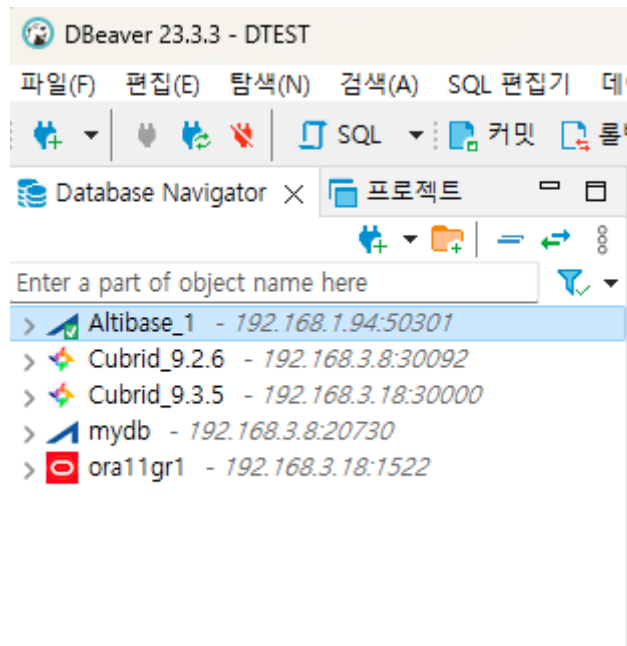 DBeaver 23.3.3 - DTEST
파일(F) 편집(E) 탐색(N) 검색(A) SQL 편집기
SQL 커밋
Database Navigator 프로젝트
Enter a part of object name here
Altibase_1 - 192.168.1.94:50301
Cubrid_9.2.6 - 192.168.3.8:30092
Cubrid_9.3.5 - 192.168.3.18:30000
mydb - 192.168.3.8:20730
ora11gr1 - 192.168.3.18:1522